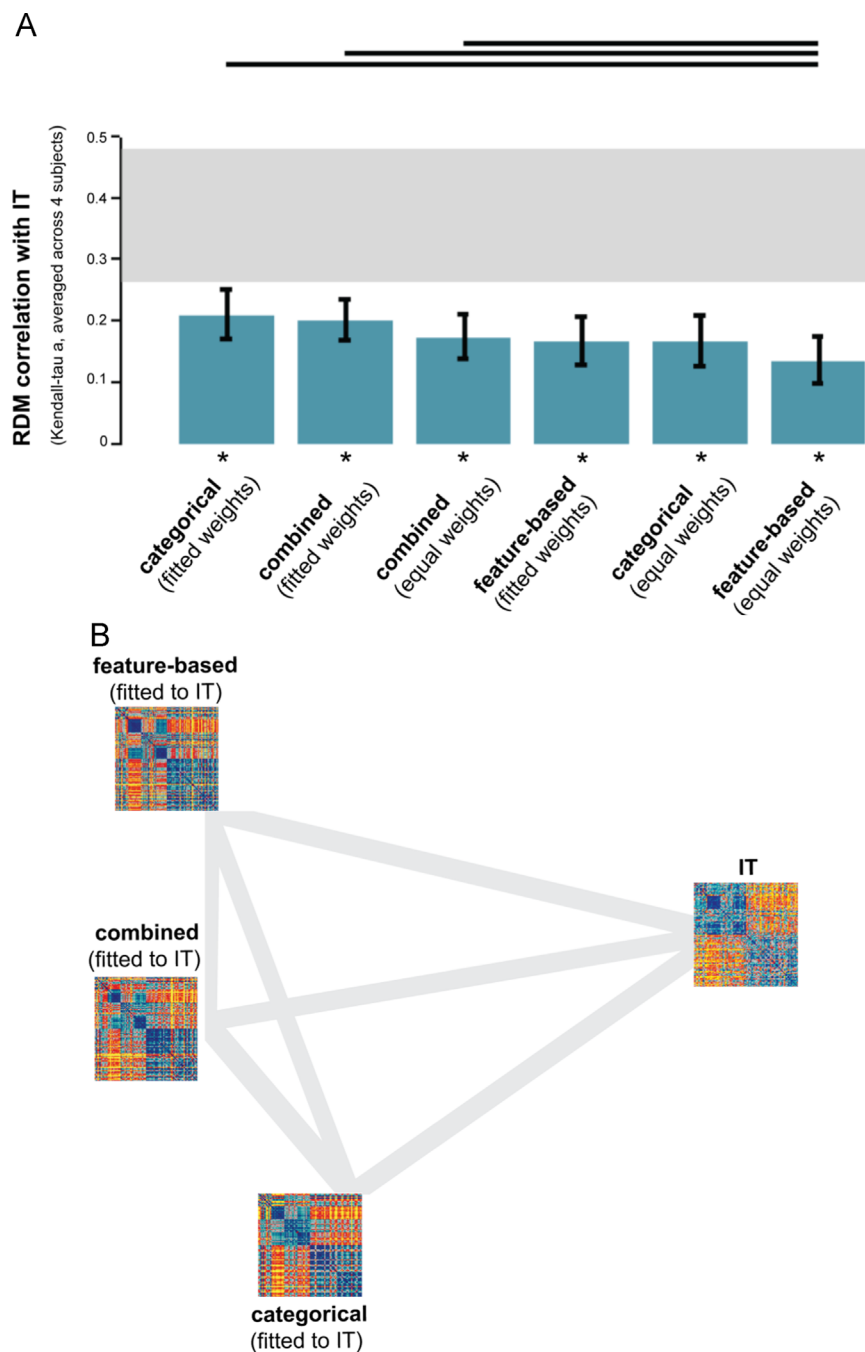 A
RDM correlation with IT
(Kendall-tau a, averaged across 4 subjects)
0.5
0.4
0.3
0.2
0.1
0
* * * * * *
categorical
(fitted weights)
combined
(fitted weights)
combined
(equal weights)
feature-based
(fitted weights)
categorical
(equal weights)
feature-based
(equal weights)
B
feature-based
(fitted to IT)
IT
combined
(fitted to IT)
categorical
(fitted to IT)